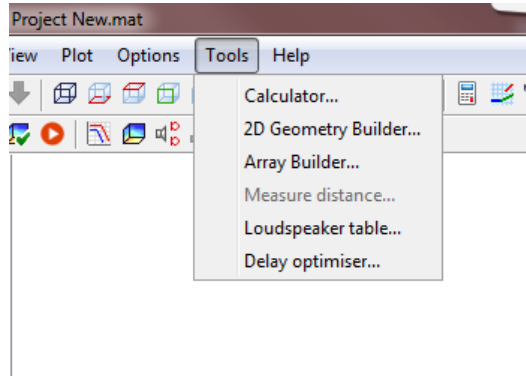 Project New.mat
View Plot Options Tools Help
Calculator...
2D Geometry Builder...
Array Builder...
Measure distance...
Loudspeaker table...
Delay optimiser...